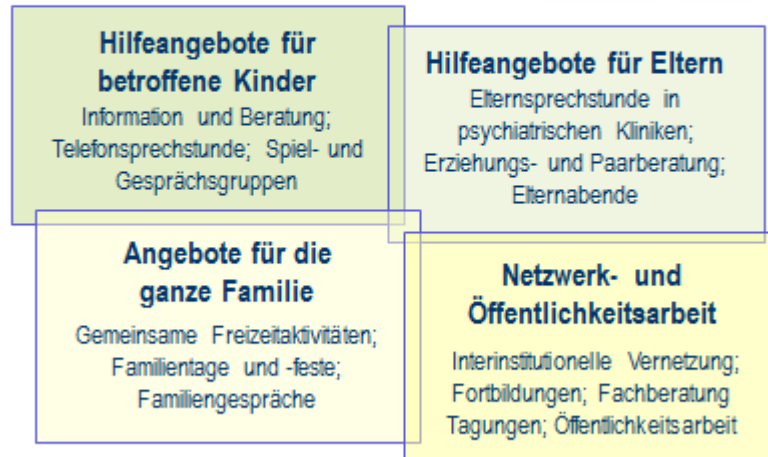 Hilfeangebote für
betroffene Kinder
Information und Beratung;
Telefonsprechstunde; Spiel- und
Gesprächsgruppen
Hilfeangebote für Eltern
Elternsprechstunde in
psychiatrischen Kliniken;
Erziehungs- und Paarberatung;
Elternabende
Angebote für die
ganze Familie
Gemeinsame Freizeitaktivitäten;
Familientage und -feste;
Familiengespräche
Netzwerk- und
Öffentlichkeitsarbeit
Interinstitutionelle Vernetzung;
Fortbildungen; Fachberatung
Tagungen; Öffentlichkeitsarbeit